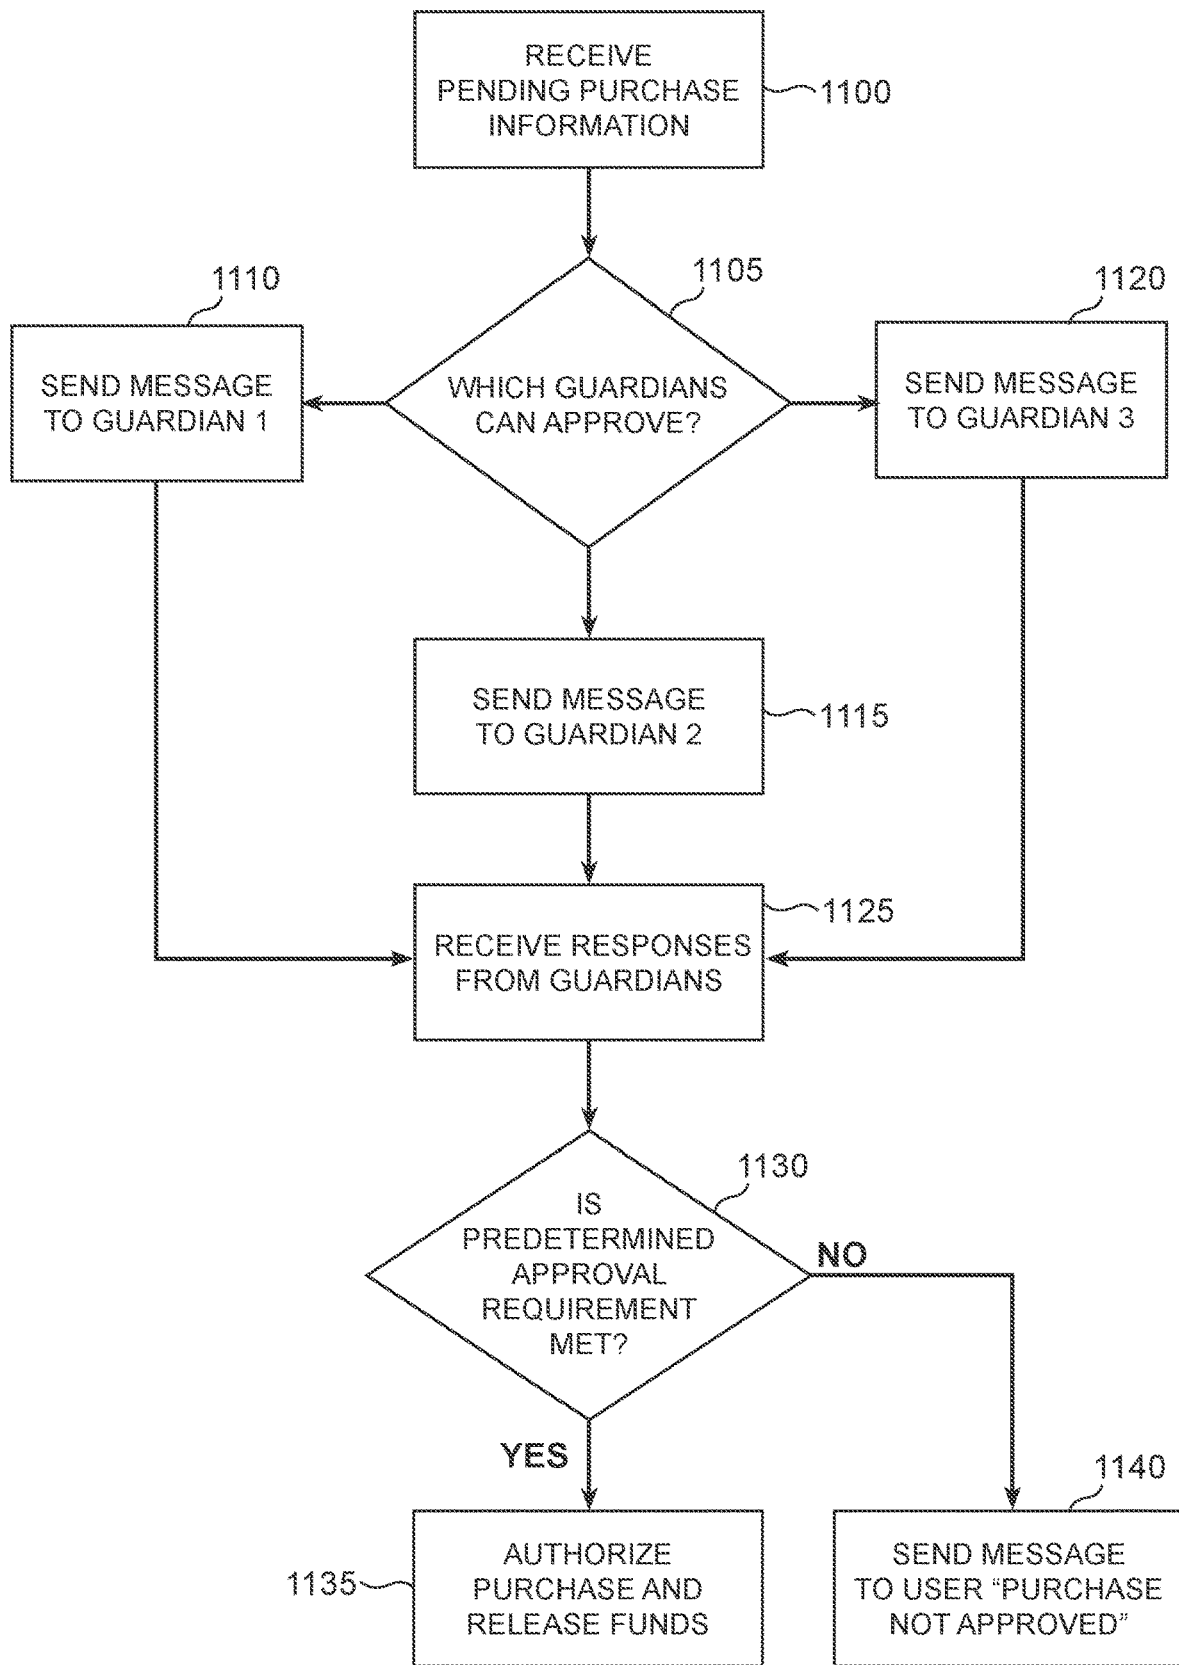 RECEIVE
PENDING PURCHASE
INFORMATION
1100
1105
WHICH GUARDIANS
CAN APPROVE?
1110
SEND MESSAGE
TO GUARDIAN 1
1120
SEND MESSAGE
TO GUARDIAN 3
SEND MESSAGE
TO GUARDIAN 2
1115
RECEIVE RESPONSES
FROM GUARDIANS
1125
1130
IS
PREDETERMINED
APPROVAL
REQUIREMENT
MET?
NO
YES
1135
AUTHORIZE
PURCHASE AND
RELEASE FUNDS
1140
SEND MESSAGE
TO USER “PURCHASE
NOT APPROVED”